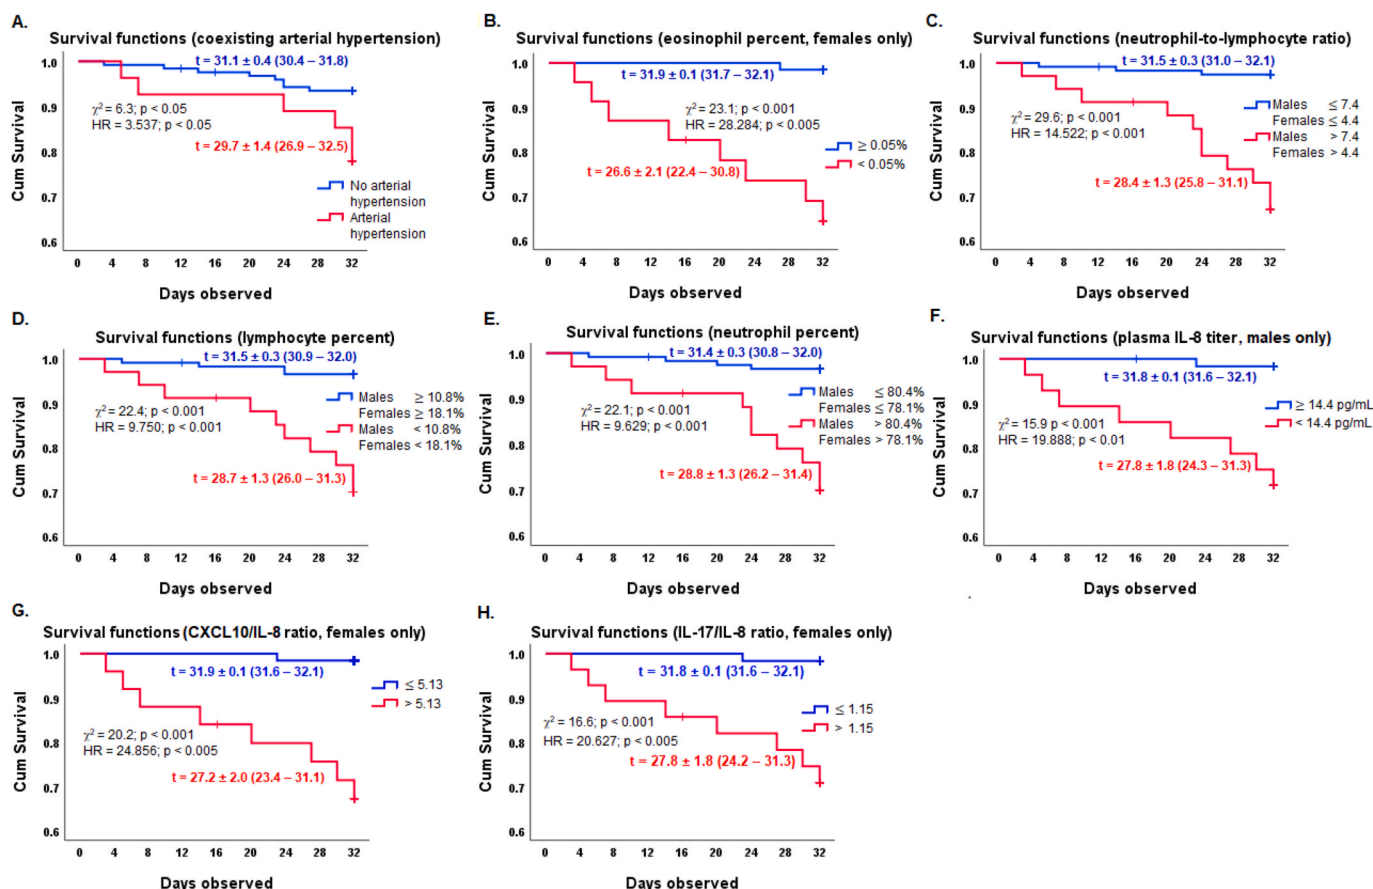 A.
Survival functions (coexisting arterial hypertension)
t = 31.1 ± 0.4 (30.4 – 31.8)
χ² = 6.3; p < 0.05
HR = 3.537; p < 0.05
t = 29.7 ± 1.4 (26.9 – 32.5)
No arterial
hypertension
Arterial
hypertension
Cum Survival
1.0
0.9
0.8
0.7
0.6
0 4 8 12 16 20 24 28 32
Days observed
B.
Survival functions (eosinophil percent, females only)
t = 31.9 ± 0.1 (31.7 – 32.1)
χ² = 23.1; p < 0.001
HR = 28.284; p < 0.005
≥ 0.05%
< 0.05%
t = 26.6 ± 2.1 (22.4 – 30.8)
Cum Survival
1.0
0.9
0.8
0.7
0.6
0 4 8 12 16 20 24 28 32
Days observed
C.
Survival functions (neutrophil-to-lymphocyte ratio)
t = 31.5 ± 0.3 (31.0 – 32.1)
χ² = 29.6; p < 0.001
HR = 14.522; p < 0.001
Males ≤ 7.4
Females ≤ 4.4
Males > 7.4
Females > 4.4
t = 28.4 ± 1.3 (25.8 – 31.1)
Cum Survival
1.0
0.9
0.8
0.7
0.6
0 4 8 12 16 20 24 28 32
Days observed
D.
Survival functions (lymphocyte percent)
t = 31.5 ± 0.3 (30.9 – 32.0)
χ² = 22.4; p < 0.001
HR = 9.750; p < 0.001
Males ≥ 10.8%
Females ≥ 18.1%
Males < 10.8%
Females < 18.1%
t = 28.7 ± 1.3 (26.0 – 31.3)
Cum Survival
1.0
0.9
0.8
0.7
0.6
0 4 8 12 16 20 24 28 32
Days observed
E.
Survival functions (neutrophil percent)
t = 31.4 ± 0.3 (30.8 – 32.0)
χ² = 22.1; p < 0.001
HR = 9.629; p < 0.001
Males ≤ 80.4%
Females ≤ 78.1%
Males > 80.4%
Females > 78.1%
t = 28.8 ± 1.3 (26.2 – 31.4)
Cum Survival
1.0
0.9
0.8
0.7
0.6
0 4 8 12 16 20 24 28 32
Days observed
F.
Survival functions (plasma IL-8 titer, males only)
t = 31.8 ± 0.1 (31.6 – 32.1)
χ² = 15.9 p < 0.001
HR = 19.888; p < 0.01
≥ 14.4 pg/mL
< 14.4 pg/mL
t = 27.8 ± 1.8 (24.3 – 31.3)
Cum Survival
1.0
0.9
0.8
0.7
0.6
0 4 8 12 16 20 24 28 32
Days observed
G.
Survival functions (CXCL10/IL-8 ratio, females only)
t = 31.9 ± 0.1 (31.6 – 32.1)
≤ 5.13
> 5.13
χ² = 20.2; p < 0.001
HR = 24.856; p < 0.005
t = 27.2 ± 2.0 (23.4 – 31.1)
Cum Survival
1.0
0.9
0.8
0.7
0.6
0 4 8 12 16 20 24 28 32
Days observed
H.
Survival functions (IL-17/IL-8 ratio, females only)
t = 31.8 ± 0.1 (31.6 – 32.1)
≤ 1.15
> 1.15
χ² = 16.6; p < 0.001
HR = 20.627; p < 0.005
t = 27.8 ± 1.8 (24.2 – 31.3)
Cum Survival
1.0
0.9
0.8
0.7
0.6
0 4 8 12 16 20 24 28 32
Days observed